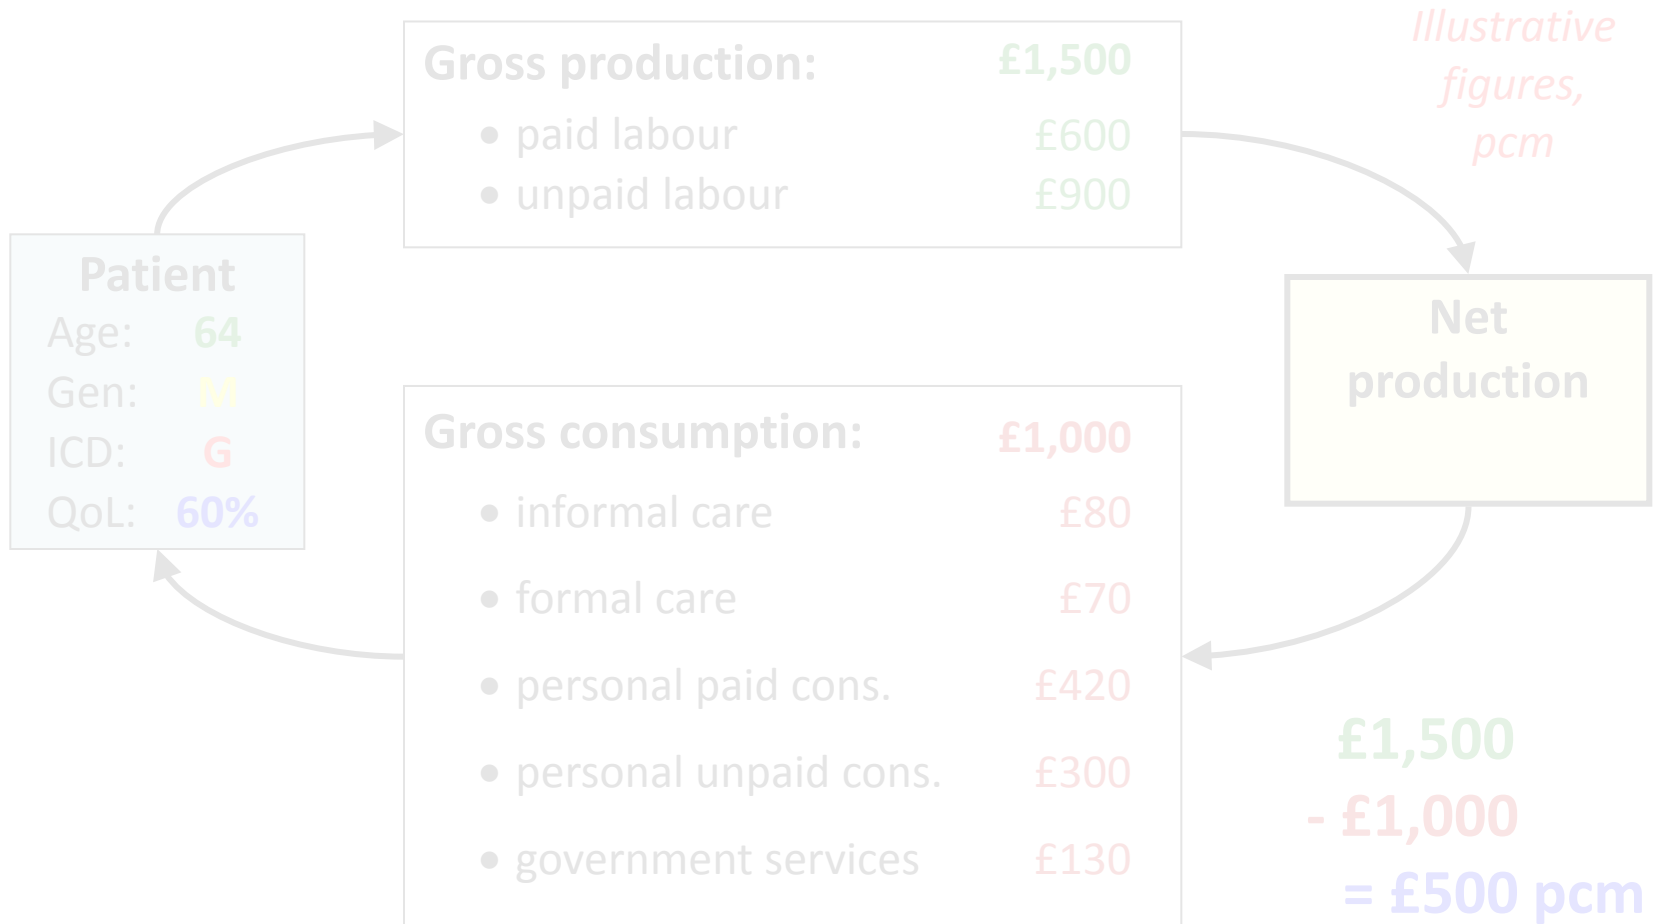 Illustrative
figures,
pcm
Gross production: £1,500
• paid labour £600
• unpaid labour £900
Patient
Age: 64
Gen: M
ICD: G
QoL: 60%
Net
production
Gross consumption: £1,000
• informal care £80
• formal care £70
• personal paid cons. £420
• personal unpaid cons. £300
• government services £130
£1,500
- £1,000
= £500 pcm